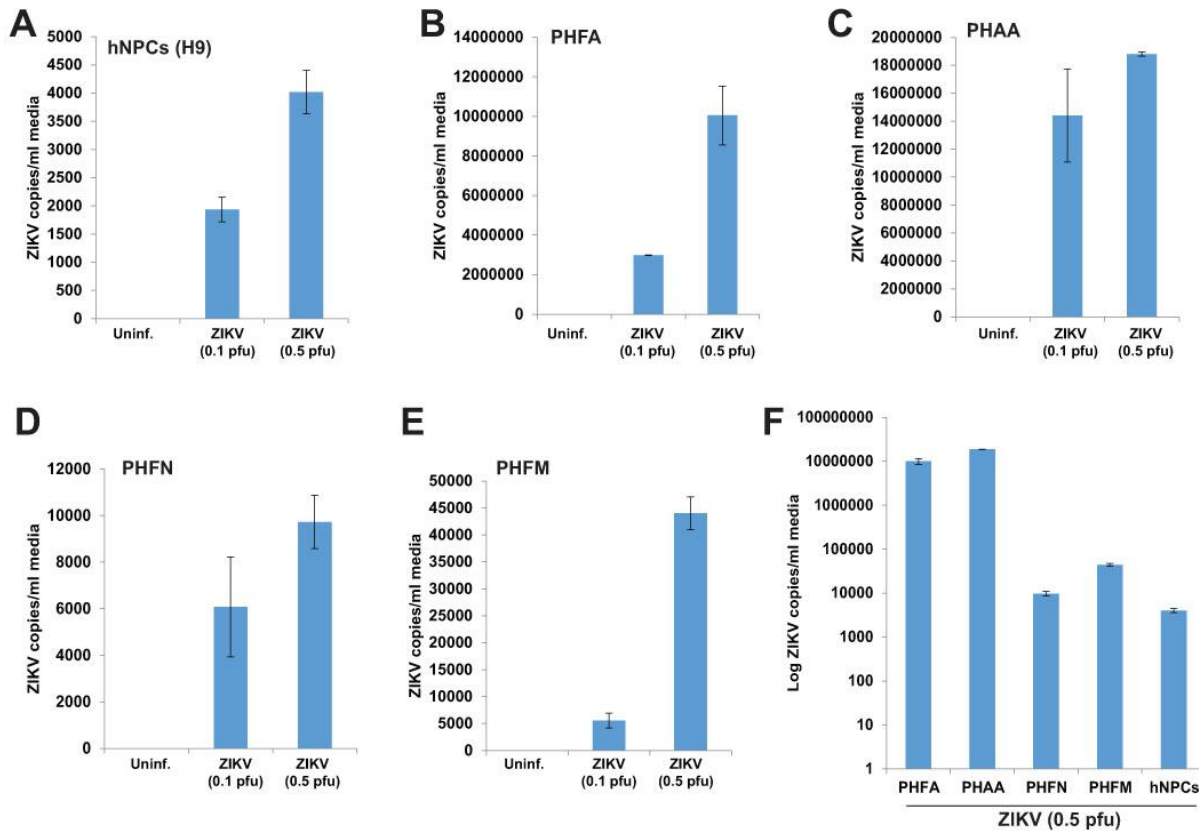 A
hNPCs (H9)
ZIKV copies/ml media
5000
4500
4000
3500
3000
2500
2000
1500
1000
500
0
Uninf.
ZIKV
(0.1 pfu)
ZIKV
(0.5 pfu)
B
PHFA
ZIKV copies/ml media
14000000
12000000
10000000
8000000
6000000
4000000
2000000
0
Uninf.
ZIKV
(0.1 pfu)
ZIKV
(0.5 pfu)
C
PHAA
ZIKV copies/ml media
20000000
18000000
16000000
14000000
12000000
10000000
8000000
6000000
4000000
2000000
0
Uninf.
ZIKV
(0.1 pfu)
ZIKV
(0.5 pfu)
D
PHFN
ZIKV copies/ml media
12000
10000
8000
6000
4000
2000
0
Uninf.
ZIKV
(0.1 pfu)
ZIKV
(0.5 pfu)
E
PHFM
ZIKV copies/ml media
50000
45000
40000
35000
30000
25000
20000
15000
10000
5000
0
Uninf.
ZIKV
(0.1 pfu)
ZIKV
(0.5 pfu)
F
Log ZIKV copies/ml media
100000000
10000000
1000000
100000
10000
1000
100
10
1
PHFA PHAA PHFN PHFM hNPCs
ZIKV (0.5 pfu)